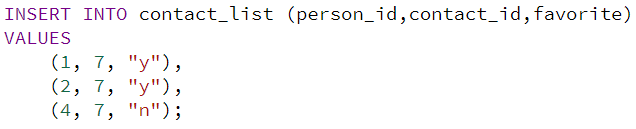 INSERT INTO contact_list (person_id,contact_id,favorite)
VALUES
    (1, 7, "y"),
    (2, 7, "y"),
    (4, 7, "n");